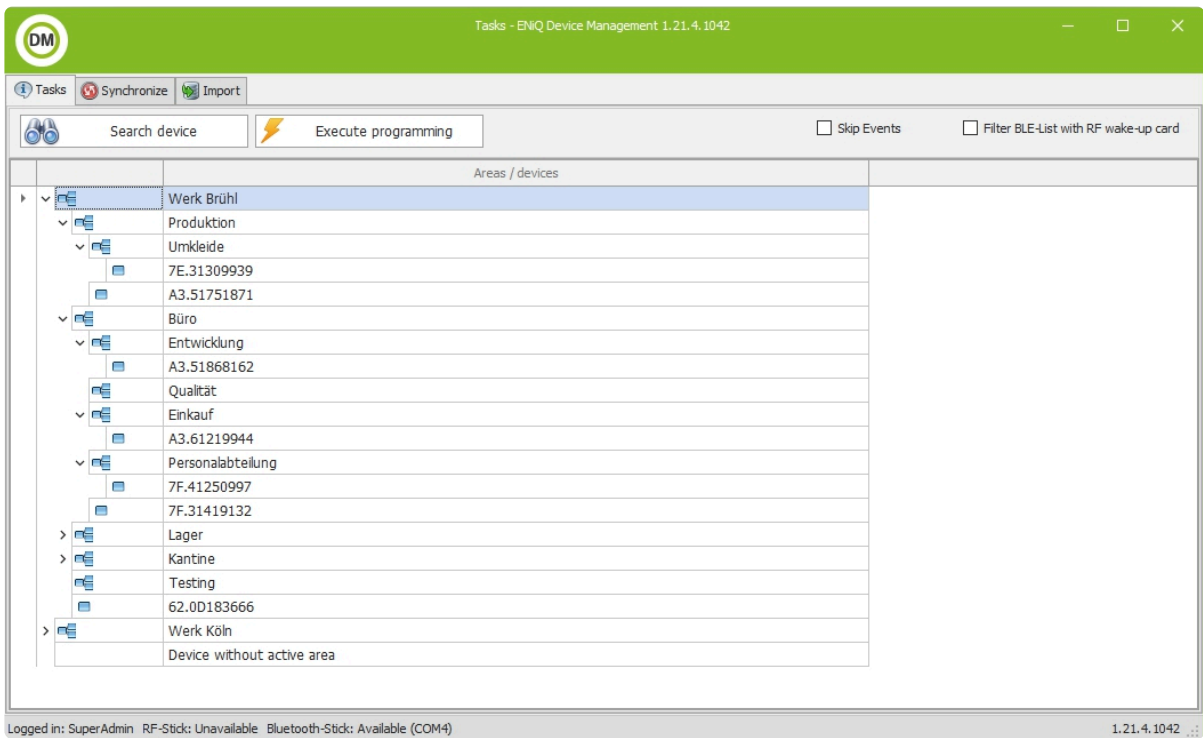 DM
Tasks - ENiQ Device Management 1.21.4.1042
Tasks Synchronize Import
Search device Execute programming Skip Events Filter BLE-List with RF wake-up card
Areas / devices
Werk Brühl
Produktion
Umkleide
7E.31309939
A3.51751871
Büro
Entwicklung
A3.51868162
Qualität
Einkauf
A3.61219944
Personalabteilung
7F.41250997
7F.31419132
Lager
Kantine
Testing
62.0D183666
Werk Köln
Device without active area
Logged in: SuperAdmin RF-Stick: Unavailable Bluetooth-Stick: Available (COM4) 1.21.4.1042